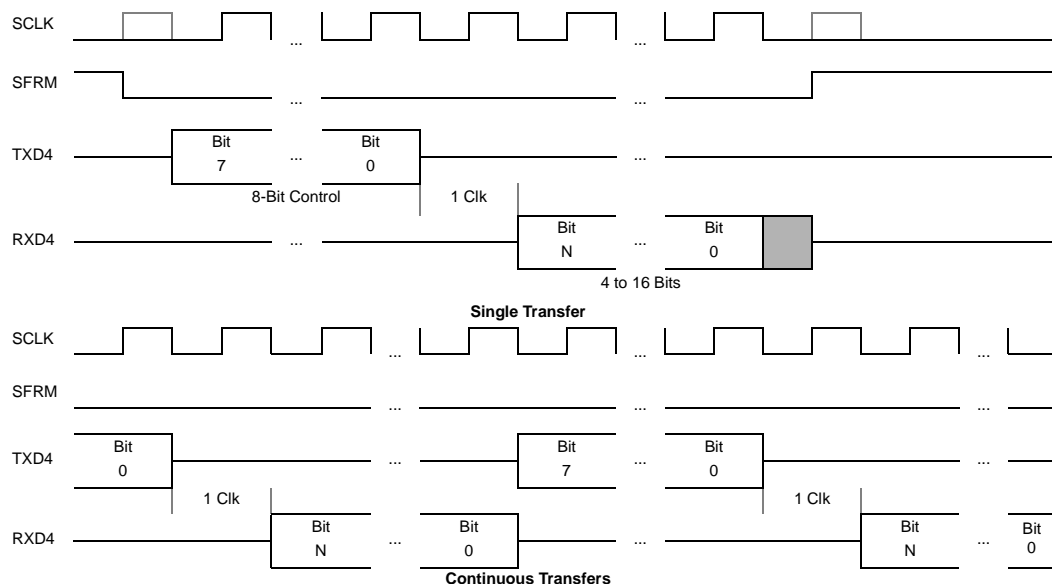 SCLK
... ...
SFRM
... ...
Bit Bit
TXD4 ... ...
7 0
8-Bit Control 1 Clk
Bit Bit
RXD4 ... ...
N 0
4 to 16 Bits
Single Transfer
SCLK
... ... ...
SFRM
... ... ...
Bit Bit Bit
TXD4 ... ... ...
0 7 0
1 Clk 1 Clk
Bit Bit Bit Bit
RXD4 ... ... ...
N 0 N 0
Continuous Transfers